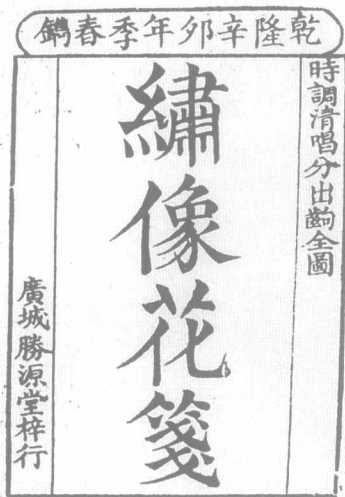 乾隆辛卯年季春鐫
時調清唱分出齣全圖
繡像花箋
廣城勝源堂梓行